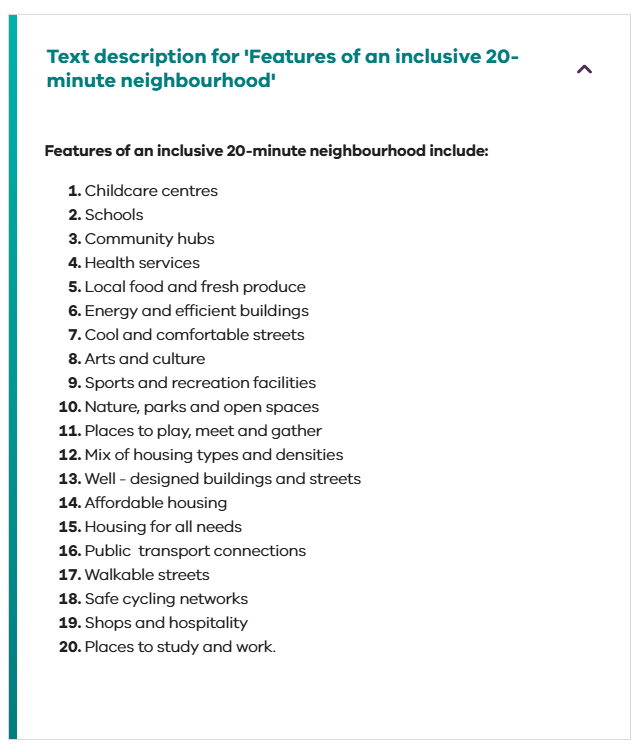 Text description for 'Features of an inclusive 20-
minute neighbourhood'
Features of an inclusive 20-minute neighbourhood include:
1. Childcare centres
2. Schools
3. Community hubs
4. Health services
5. Local food and fresh produce
6. Energy and efficient buildings
7. Cool and comfortable streets
8. Arts and culture
9. Sports and recreation facilities
10. Nature, parks and open spaces
11. Places to play, meet and gather
12. Mix of housing types and densities
13. Well - designed buildings and streets
14. Affordable housing
15. Housing for all needs
16. Public  transport connections
17. Walkable streets
18. Safe cycling networks
19. Shops and hospitality
20. Places to study and work.